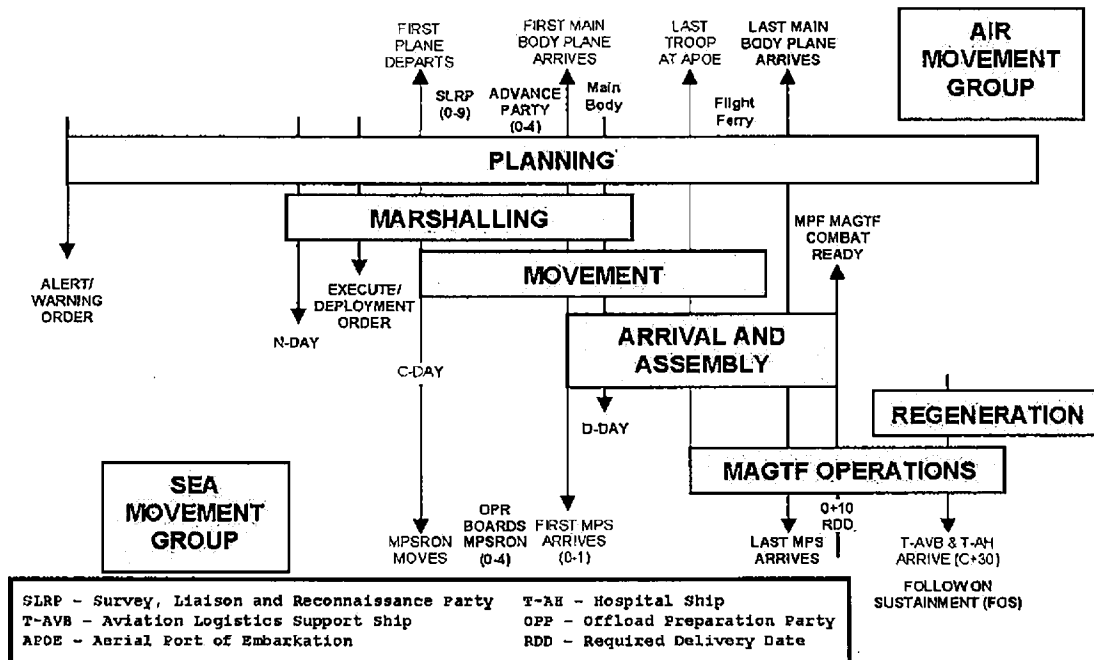 FIRST
PLANE
DEPARTS
FIRST MAIN
BODY PLANE
ARRIVES
LAST
TROOP
AT APOE
LAST MAIN
BODY PLANE
ARRIVES
AIR
MOVEMENT
GROUP
SLRP
(0-9)
ADVANCE
PARTY
(0-4)
Main
Body
Flight
Ferry
PLANNING
MARSHALLING
MPF MAGTF
COMBAT
READY
MOVEMENT
ALERT/
WARNING
ORDER
EXECUTE/
DEPLOYMENT
ORDER
N-DAY
ARRIVAL AND
ASSEMBLY
C-DAY
D-DAY
REGENERATION
MAGTF OPERATIONS
SEA
MOVEMENT
GROUP
MPSRON
MOVES
OPR
BOARDS
MPSRON
(0-4)
FIRST MPS
ARRIVES
(0-1)
LAST MPS
ARRIVES
0+10
RDD
T-AVB & T-AH
ARRIVE (C+30)
FOLLOW ON
SUSTAINMENT (FOS)
SLRP - Survey, Liaison and Reconnaissance Party
T-AVB - Aviation Logistics Support Ship
APOE - Aerial Port of Embarkation
T-AH - Hospital Ship
OPP - Offload Preparation Party
RDD - Required Delivery Date